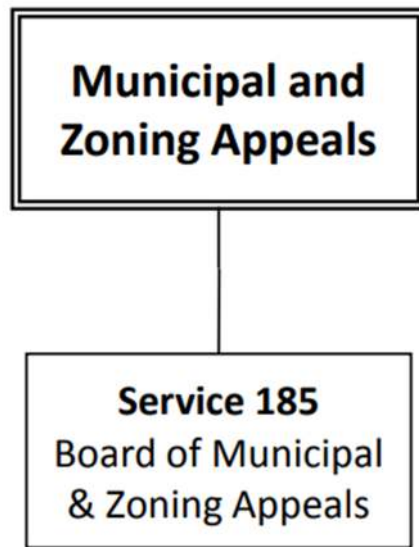 Municipal and
Zoning Appeals
Service 185
Board of Municipal
& Zoning Appeals